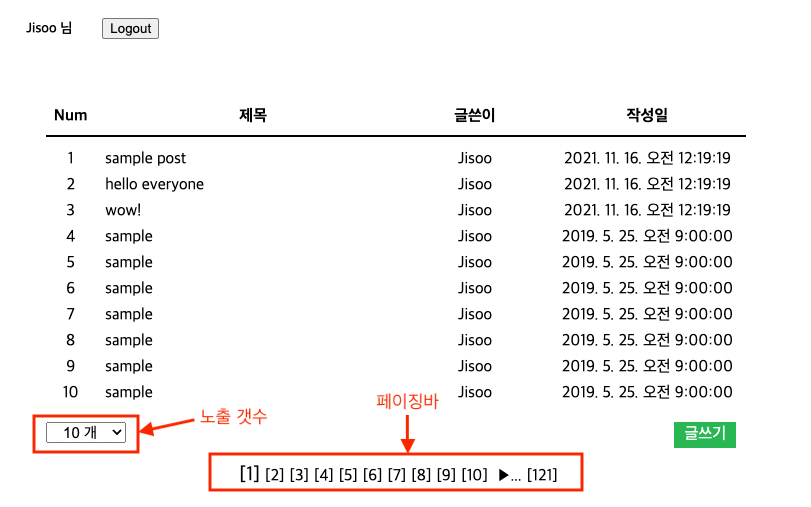 Jisoo 님 Logout
Num 제목 글쓴이 작성일
1 sample post Jisoo 2021. 11. 16. 오전 12:19:19
2 hello everyone Jisoo 2021. 11. 16. 오전 12:19:19
3 wow! Jisoo 2021. 11. 16. 오전 12:19:19
4 sample Jisoo 2019. 5. 25. 오전 9:00:00
5 sample Jisoo 2019. 5. 25. 오전 9:00:00
6 sample Jisoo 2019. 5. 25. 오전 9:00:00
7 sample Jisoo 2019. 5. 25. 오전 9:00:00
8 sample Jisoo 2019. 5. 25. 오전 9:00:00
9 sample Jisoo 2019. 5. 25. 오전 9:00:00
10 sample Jisoo 2019. 5. 25. 오전 9:00:00
페이징바
노출 갯수
10 개 글쓰기
[1] [2] [3] [4] [5] [6] [7] [8] [9] [10] ▶... [121]